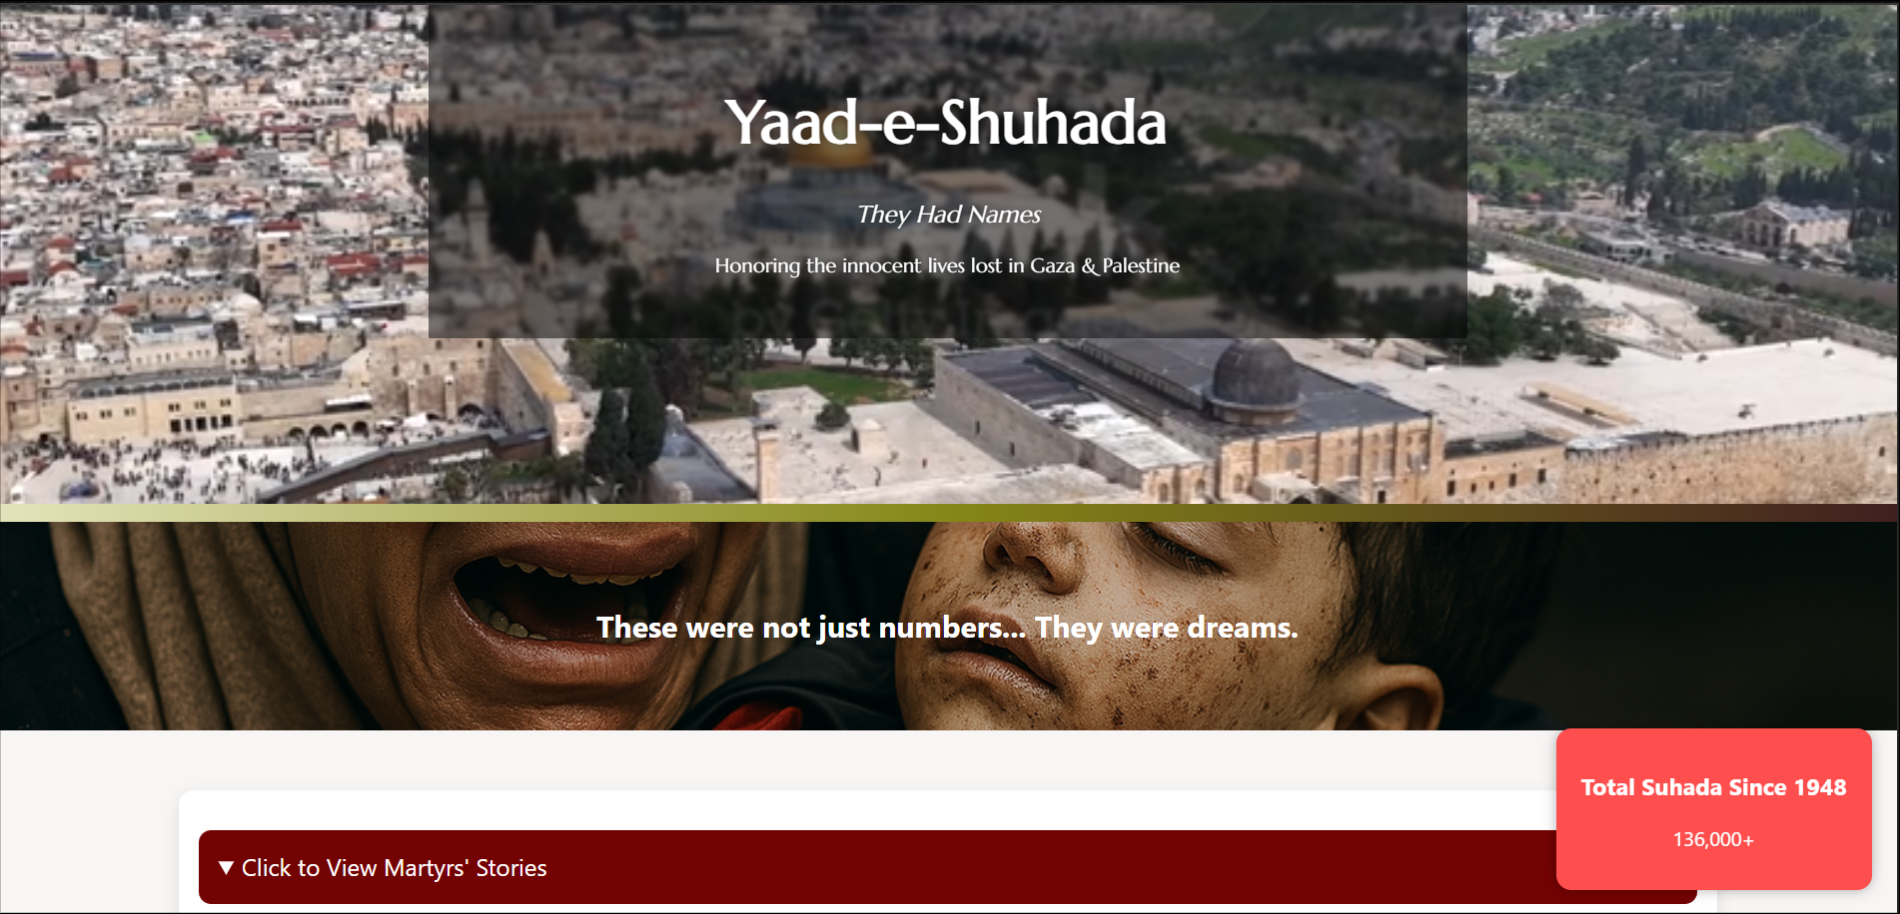 Yaad-e-Shuhada
They Had Names
Honoring the innocent lives lost in Gaza & Palestine
These were not just numbers... They were dreams.
Total Suhada Since 1948
136,000+
▼ Click to View Martyrs' Stories